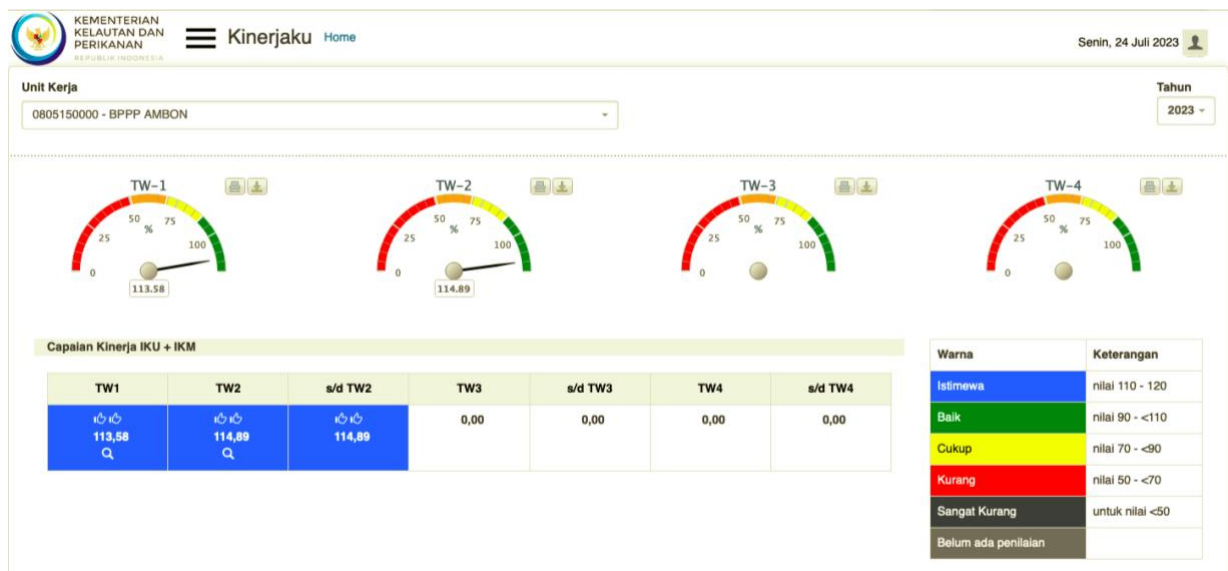 KEMENTERIAN
KELAUTAN DAN
PERIKANAN
REPUBLIK INDONESIA
Kinerjaku Home
Senin, 24 Juli 2023
Unit Kerja
Tahun
0805150000 - BPPP AMBON
2023
TW-1
0 25 50 75 100
%
113.58
TW-2
0 25 50 75 100
%
114.89
TW-3
0 25 50 75 100
%
TW-4
0 25 50 75 100
%
Capaian Kinerja IKU + IKM
TW1 TW2 s/d TW2 TW3 s/d TW3 TW4 s/d TW4
113,58 114,89 114,89 0,00 0,00 0,00 0,00
Warna Keterangan
Istimewa nilai 110 - 120
Baik nilai 90 - <110
Cukup nilai 70 - <90
Kurang nilai 50 - <70
Sangat Kurang untuk nilai <50
Belum ada penilaian